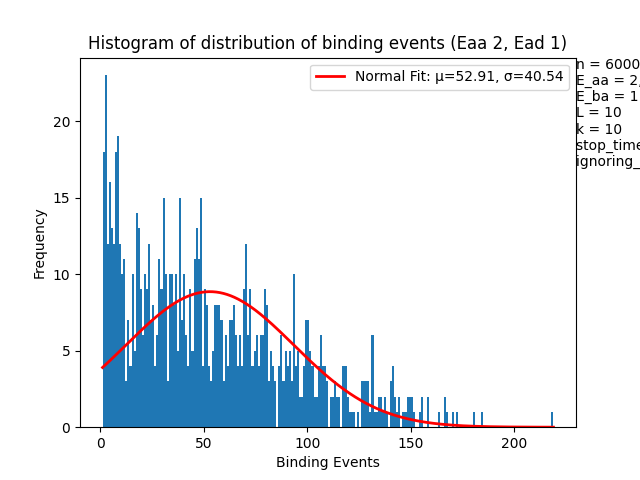 Histogram of distribution of binding events (Eaa 2, Ead 1)
Normal Fit: μ=52.91, σ=40.54
n = 6000
E_aa = 2,
E_ba = 1
L = 10
k = 10
stop_time
ignoring_
Frequency
20
15
10
5
0
0 50 100 150 200
Binding Events